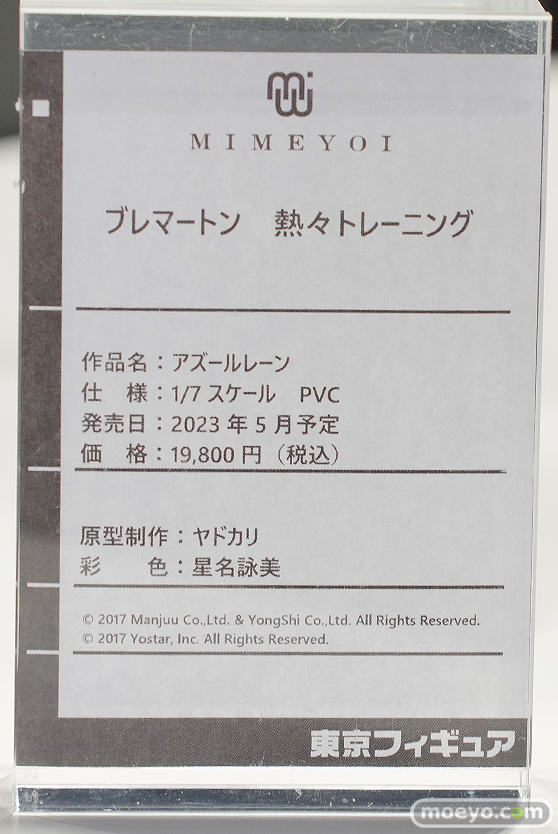 mwi
MIMEYOI
ブレマートン 熱々トレーニング
作品名：アズールレーン
仕 様：1/7 スケール PVC
発売日：2023 年 5 月予定
価 格：19,800 円（税込）
原型制作：ヤドカリ
彩 色：星名詠美
© 2017 Manjuu Co.,Ltd. & YongShi Co.,Ltd. All Rights Reserved.
© 2017 Yostar, Inc. All Rights Reserved.
東京フィギュア
moeyo.com